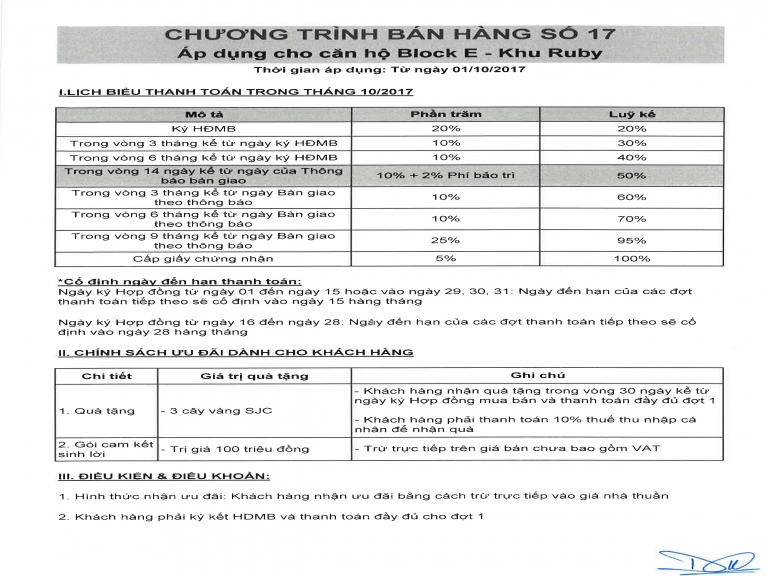 CHƯƠNG TRÌNH BÁN HÀNG SỐ 17
Áp dụng cho căn hộ Block E - Khu Ruby
Thời gian áp dụng: Từ ngày 01/10/2017
I.LỊCH BIỂU THANH TOÁN TRONG THÁNG 10/2017
Mô tả Phần trăm Luỹ kế
Ký HĐMB 20% 20%
Trong vòng 3 tháng kể từ ngày ký HĐMB 10% 30%
Trong vòng 6 tháng kể từ ngày ký HĐMB 10% 40%
Trong vòng 14 ngày kể từ ngày của Thông
báo bàn giao 10% + 2% Phí bảo trì 50%
Trong vòng 3 tháng kể từ ngày Bàn giao
theo thông báo 10% 60%
Trong vòng 6 tháng kể từ ngày Bàn giao
theo thông báo 10% 70%
Trong vòng 9 tháng kể từ ngày Bàn giao
theo thông báo 25% 95%
Cấp giấy chứng nhận 5% 100%
*Cố định ngày đến hạn thanh toán:
Ngày ký Hợp đồng từ ngày 01 đến ngày 15 hoặc vào ngày 29, 30, 31: Ngày đến hạn của các đợt
thanh toán tiếp theo sẽ cố định vào ngày 15 hàng tháng
Ngày ký Hợp đồng từ ngày 16 đến ngày 28: Ngày đến hạn của các đợt thanh toán tiếp theo sẽ cố
định vào ngày 28 hàng tháng
II. CHÍNH SÁCH ƯU ĐÃI DÀNH CHO KHÁCH HÀNG
Chi tiết Giá trị quà tặng Ghi chú
1. Quà tặng - 3 cây vàng SJC
- Khách hàng nhận quà tặng trong vòng 30 ngày kể từ
ngày ký Hợp đồng mua bán và thanh toán đầy đủ đợt 1
- Khách hàng phải thanh toán 10% thuế thu nhập cá
nhân để nhận quà
2. Gói cam kết
sinh lời - Trị giá 100 triệu đồng - Trừ trực tiếp trên giá bán chưa bao gồm VAT
III. ĐIỀU KIỆN & ĐIỀU KHOẢN:
1. Hình thức nhận ưu đãi: Khách hàng nhận ưu đãi bằng cách trừ trực tiếp vào giá nhà thuần
2. Khách hàng phải ký kết HDMB và thanh toán đầy đủ cho đợt 1